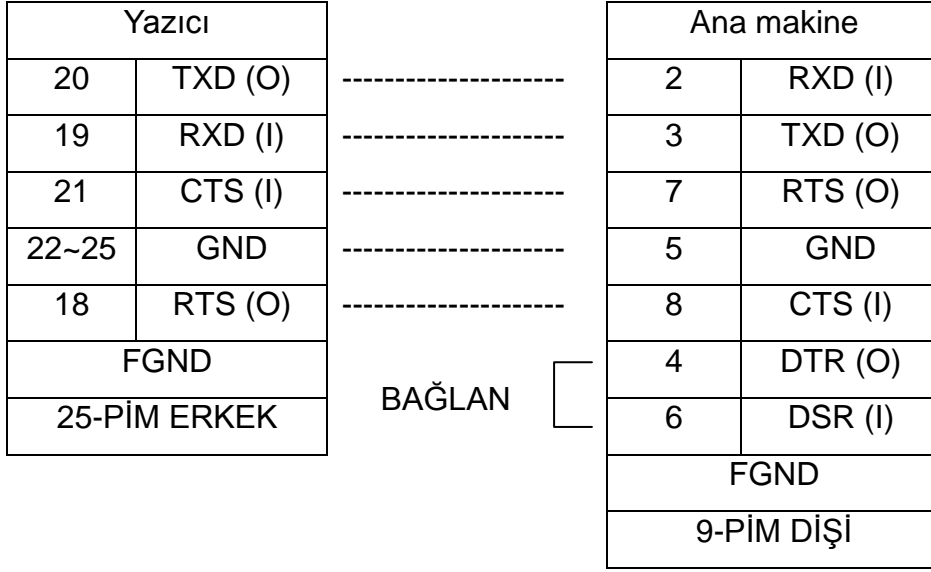 Yazıcı Ana makine
20 TXD (O) --------------------- 2 RXD (I)
19 RXD (I) --------------------- 3 TXD (O)
21 CTS (I) --------------------- 7 RTS (O)
22~25 GND --------------------- 5 GND
18 RTS (O) --------------------- 8 CTS (I)
FGND 4 DTR (O)
BAĞLAN
25-PİM ERKEK 6 DSR (I)
FGND
9-PİM DİŞİ